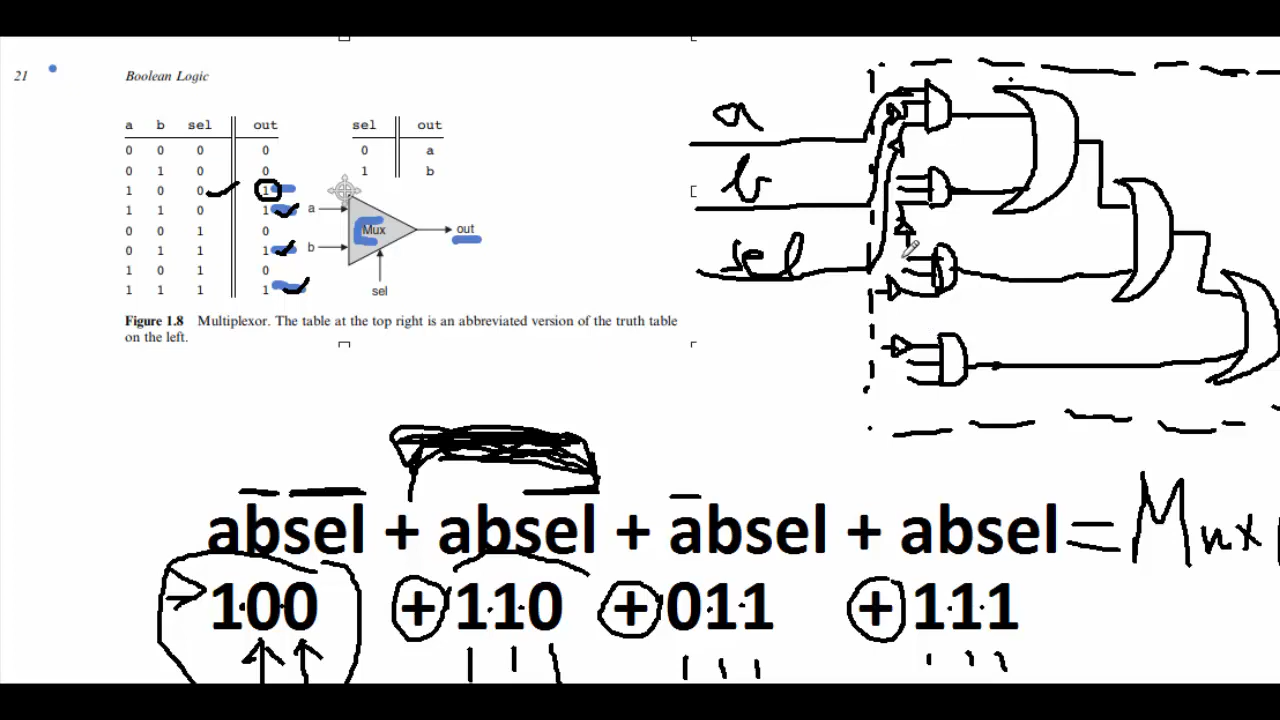 21 Boolean Logic
a b sel out
0 0 0 0
0 1 0 0
1 0 0 1
1 1 0 1
0 0 1 0
0 1 1 1
1 0 1 0
1 1 1 1
sel out
0 a
1 b
a
b
Mux
out
sel
Figure 1.8 Multiplexor. The table at the top right is an abbreviated version of the truth table
on the left.
a
b
sel
absel + absel + absel + absel = Mux
100 + 110 + 011 + 111